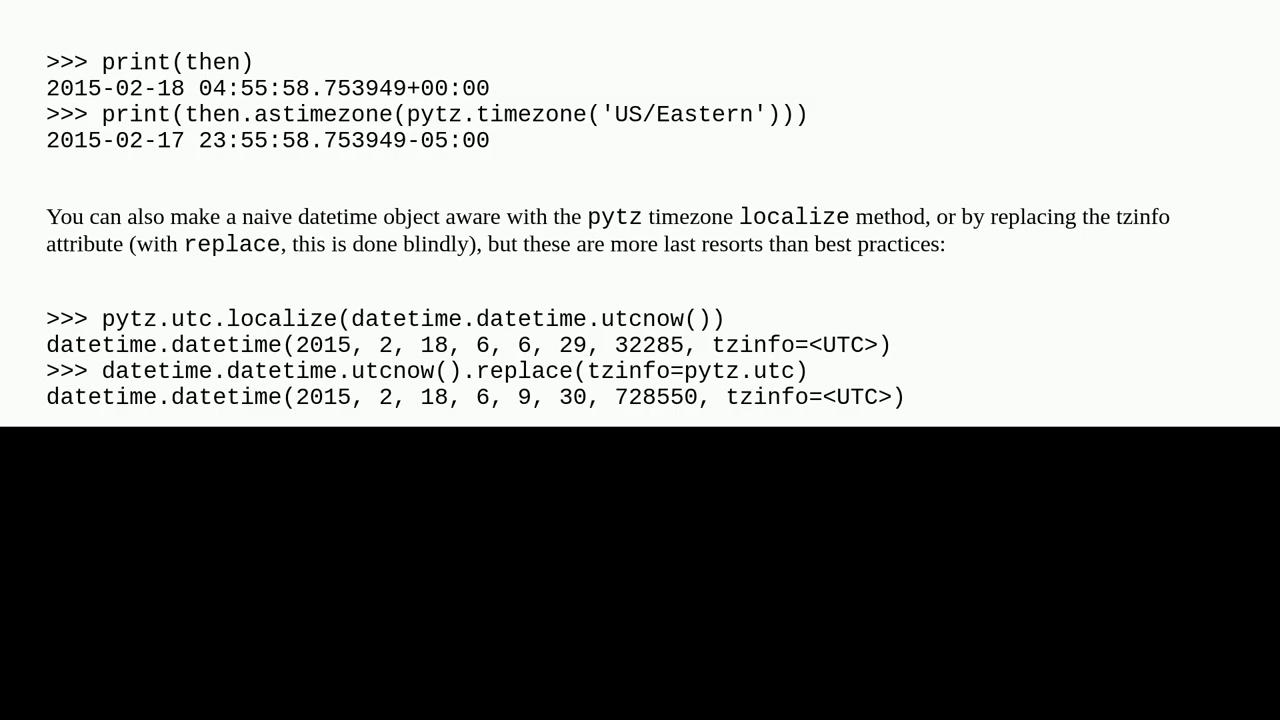 >>> print(then)
2015-02-18 04:55:58.753949+00:00
>>> print(then.astimezone(pytz.timezone('US/Eastern')))
2015-02-17 23:55:58.753949-05:00
You can also make a naive datetime object aware with the pytz timezone localize method, or by replacing the tzinfo
attribute (with replace, this is done blindly), but these are more last resorts than best practices:
>>> pytz.utc.localize(datetime.datetime.utcnow())
datetime.datetime(2015, 2, 18, 6, 6, 29, 32285, tzinfo=<UTC>)
>>> datetime.datetime.utcnow().replace(tzinfo=pytz.utc)
datetime.datetime(2015, 2, 18, 6, 9, 30, 728550, tzinfo=<UTC>)